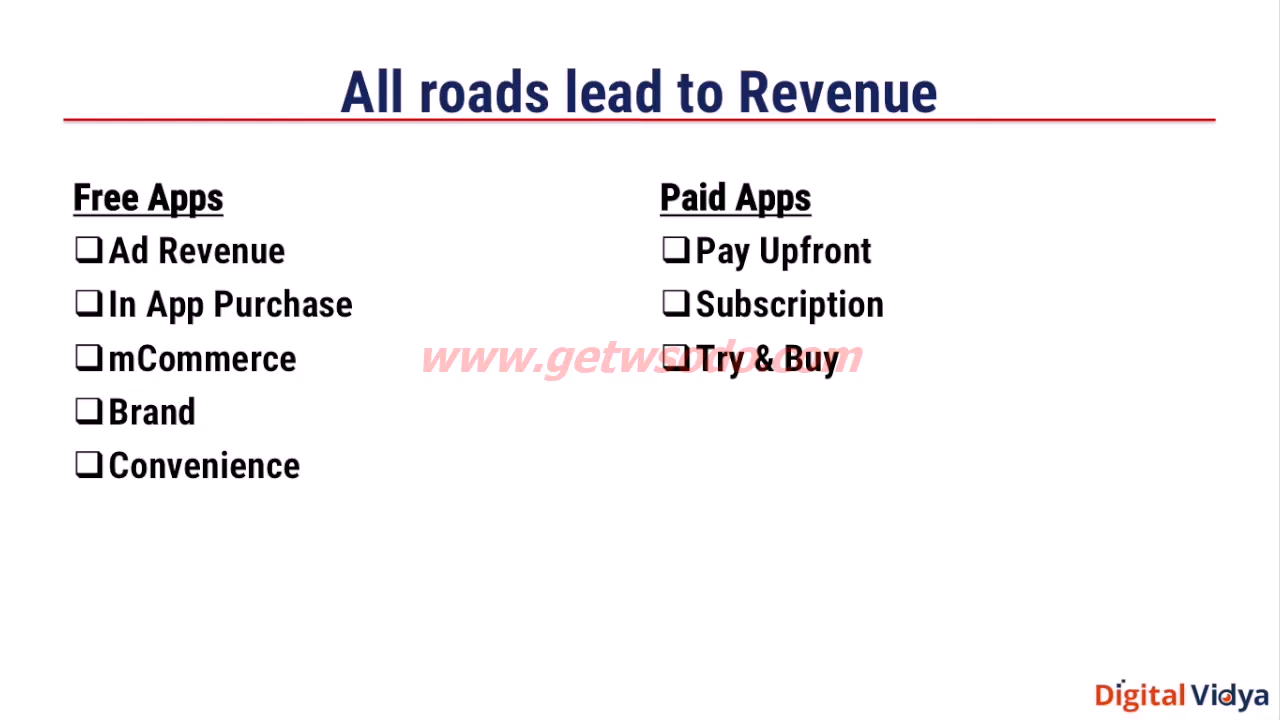 All roads lead to Revenue
Free Apps
❑Ad Revenue
❑In App Purchase
❑mCommerce
❑Brand
❑Convenience
Paid Apps
❑Pay Upfront
❑Subscription
❑Try & Buy
www.getwsodo.com
Digital Vidya